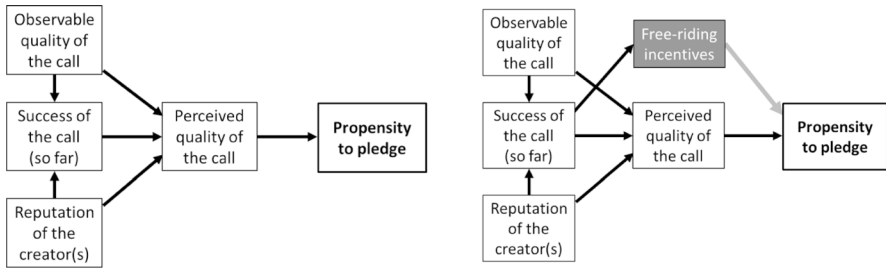 Observable
quality of
the call
Success of
the call
(so far)
Reputation
of the
creator(s)
Perceived
quality of
the call
Propensity
to pledge
Observable
quality of
the call
Success of
the call
(so far)
Reputation
of the
creator(s)
Free-riding
incentives
Perceived
quality of
the call
Propensity
to pledge